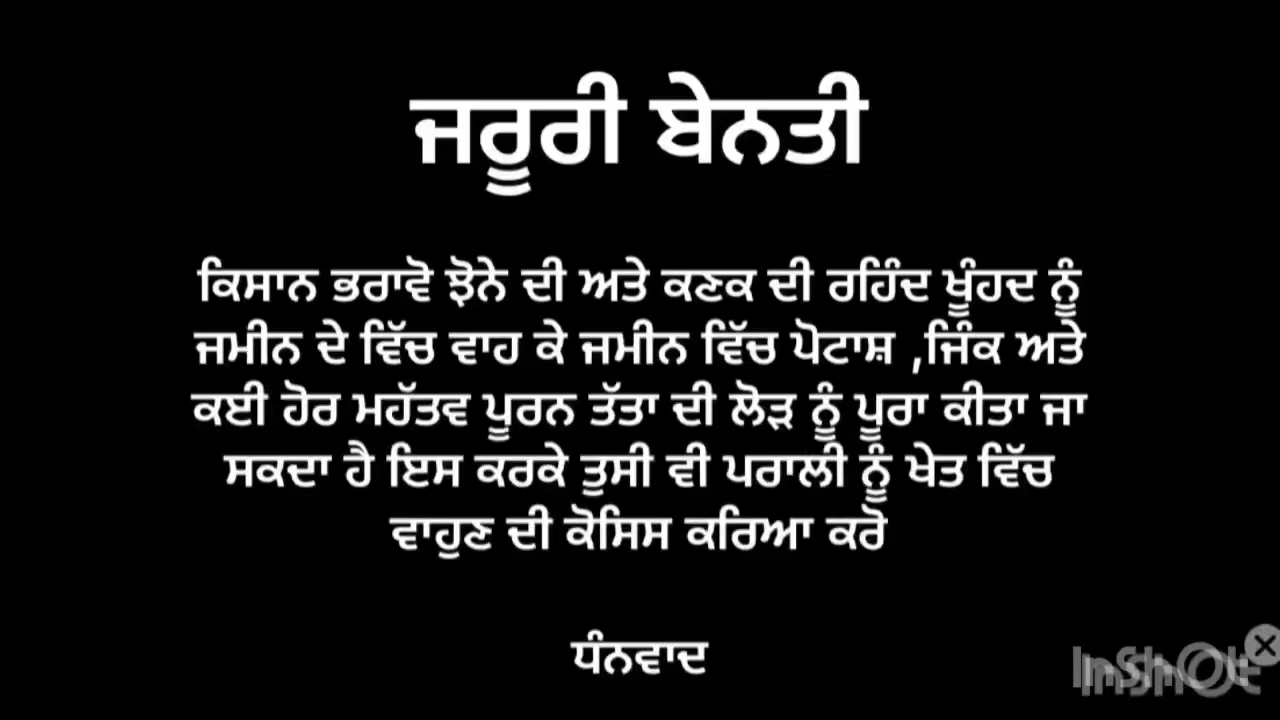 ਜਰੂਰੀ ਬੇਨਤੀ
ਕਿਸਾਨ ਭਰਾਵੋ ਝੋਨੇ ਦੀ ਅਤੇ ਕਣਕ ਦੀ ਰਹਿੰਦ ਖੂੰਹਦ ਨੂੰ
ਜਮੀਨ ਦੇ ਵਿੱਚ ਵਾਹ ਕੇ ਜਮੀਨ ਵਿੱਚ ਪੋਟਾਸ਼ ,ਜਿੰਕ ਅਤੇ
ਕਈ ਹੋਰ ਮਹੱਤਵ ਪੂਰਨ ਤੱਤਾ ਦੀ ਲੋੜ ਨੂੰ ਪੂਰਾ ਕੀਤਾ ਜਾ
ਸਕਦਾ ਹੈ ਇਸ ਕਰਕੇ ਤੁਸੀ ਵੀ ਪਰਾਲੀ ਨੂੰ ਖੇਤ ਵਿੱਚ
ਵਾਹੁਣ ਦੀ ਕੋਸਿਸ ਕਰਿਆ ਕਰੋ
ਧੰਨਵਾਦ
InShOt